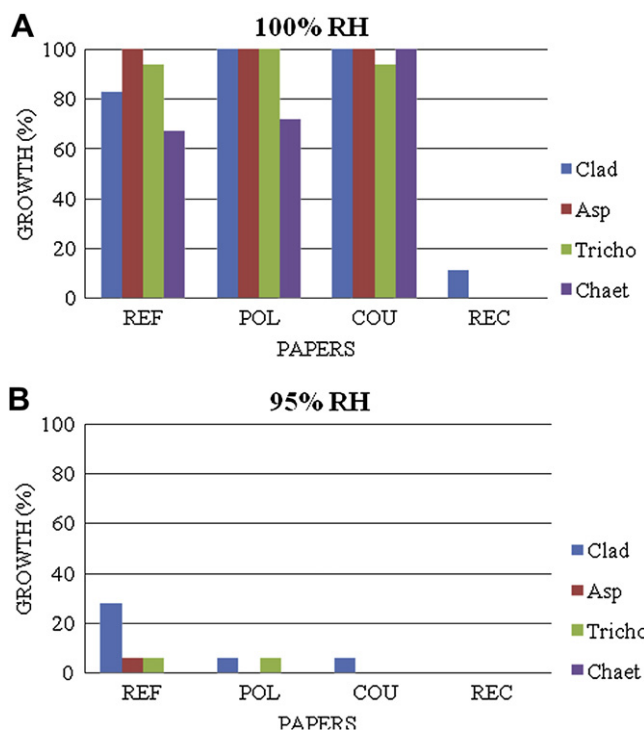 A
100% RH
100
80
60
40
20
0
GROWTH (%)
REF POL COU REC
PAPERS
Clad
Asp
Tricho
Chaet
B
95% RH
100
80
60
40
20
0
GROWTH (%)
REF POL COU REC
PAPERS
Clad
Asp
Tricho
Chaet